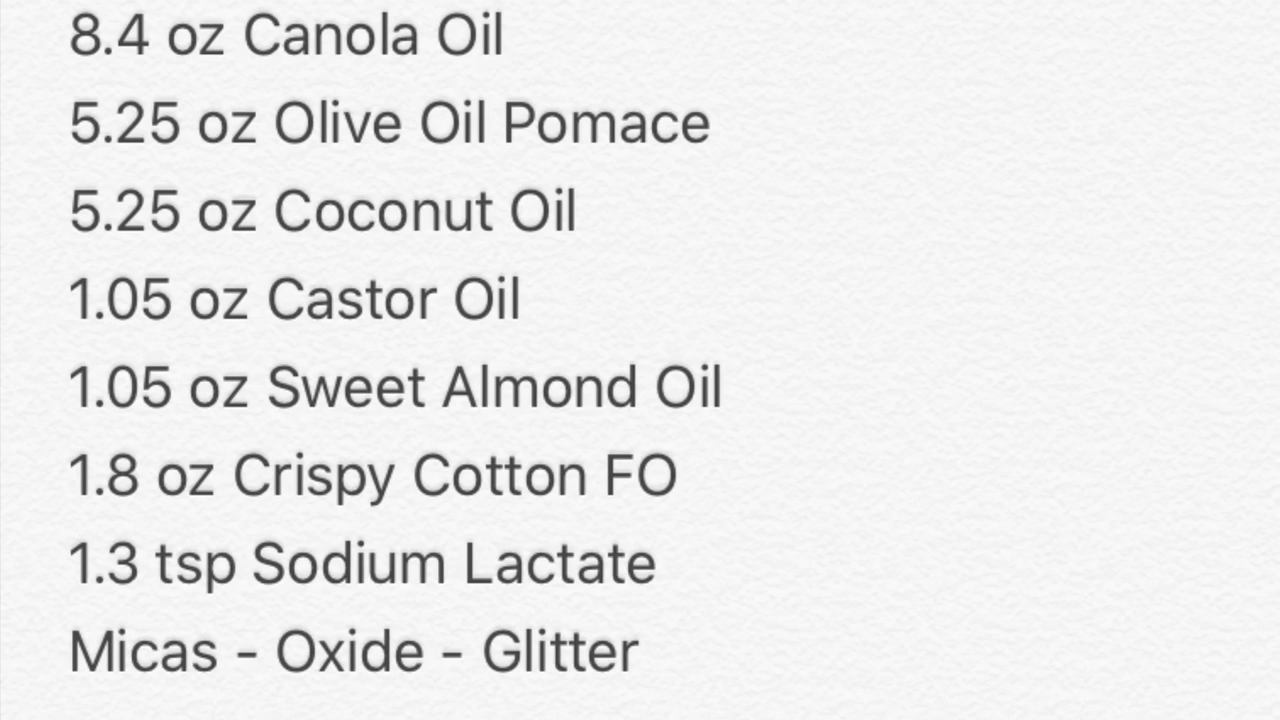 8.4 oz Canola Oil
5.25 oz Olive Oil Pomace
5.25 oz Coconut Oil
1.05 oz Castor Oil
1.05 oz Sweet Almond Oil
1.8 oz Crispy Cotton FO
1.3 tsp Sodium Lactate
Micas - Oxide - Glitter